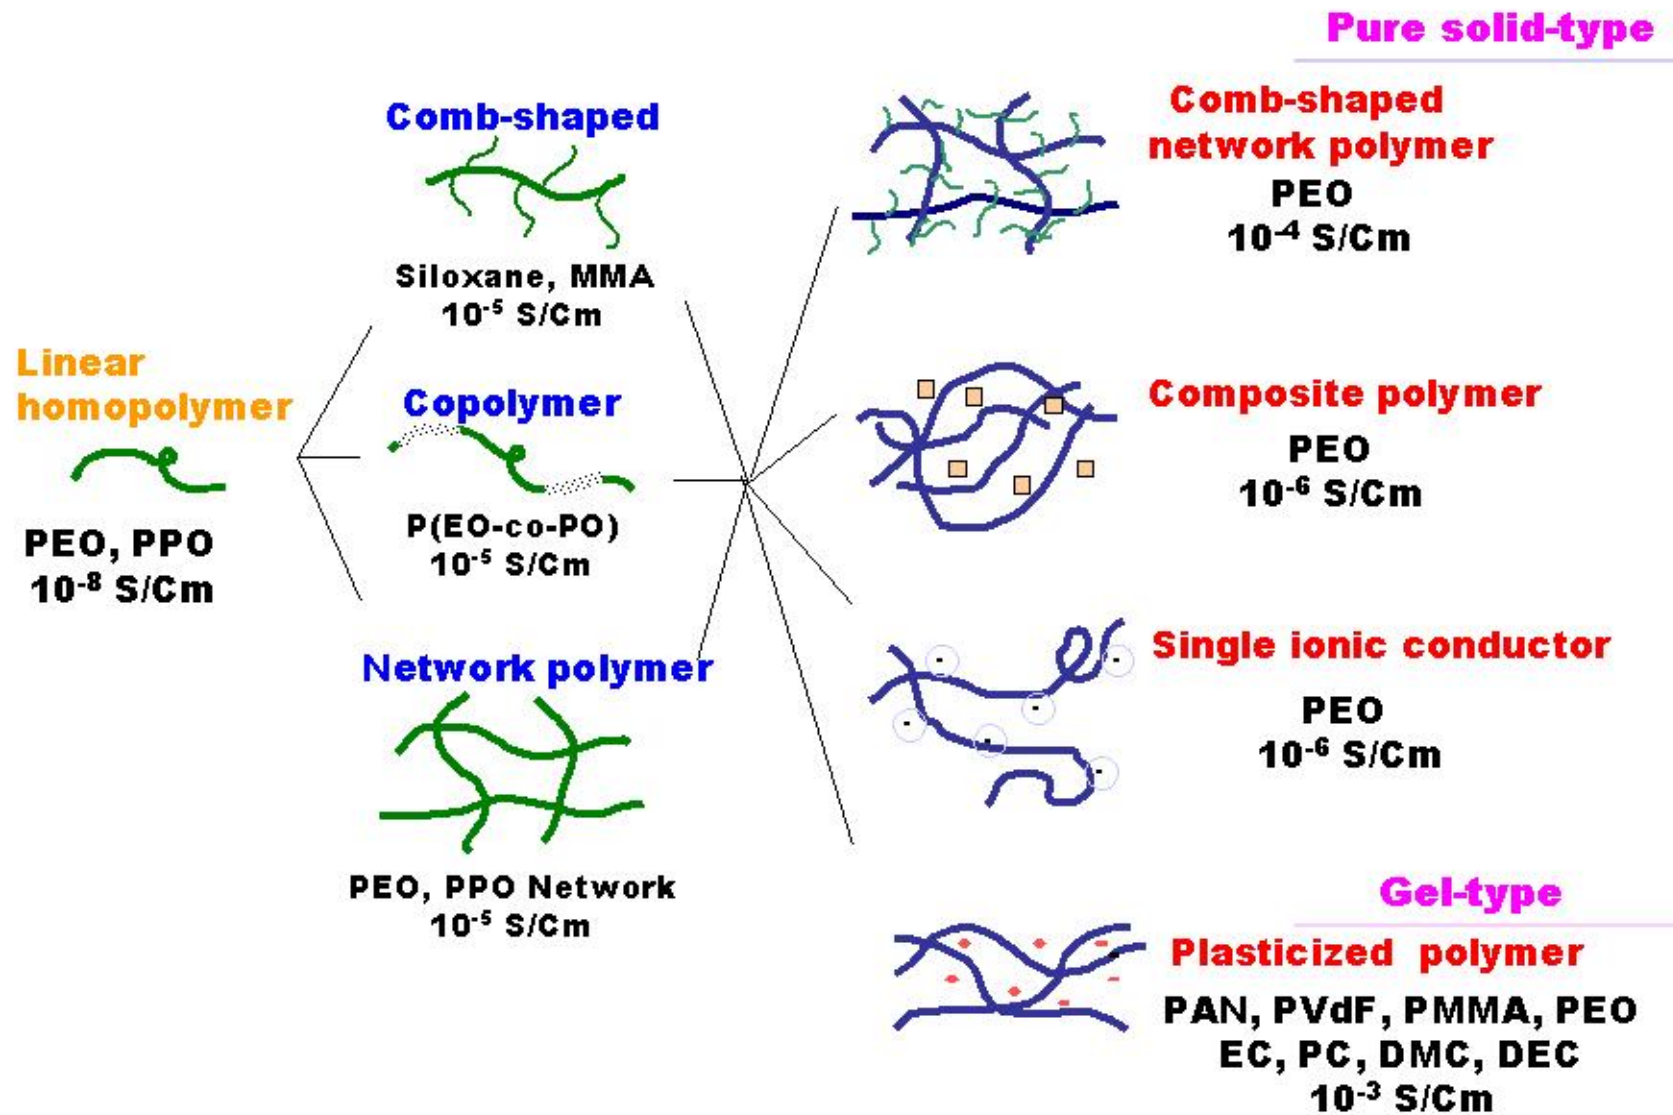 Pure solid-type
Linear
homopolymer
PEO, PPO
10⁻⁸ S/Cm
Comb-shaped
Siloxane, MMA
10⁻⁵ S/Cm
Copolymer
P(EO-co-PO)
10⁻⁵ S/Cm
Network polymer
PEO, PPO Network
10⁻⁵ S/Cm
Comb-shaped
network polymer
PEO
10⁻⁴ S/Cm
Composite polymer
PEO
10⁻⁶ S/Cm
Single ionic conductor
PEO
10⁻⁶ S/Cm
Gel-type
Plasticized polymer
PAN, PVdF, PMMA, PEO
EC, PC, DMC, DEC
10⁻³ S/Cm